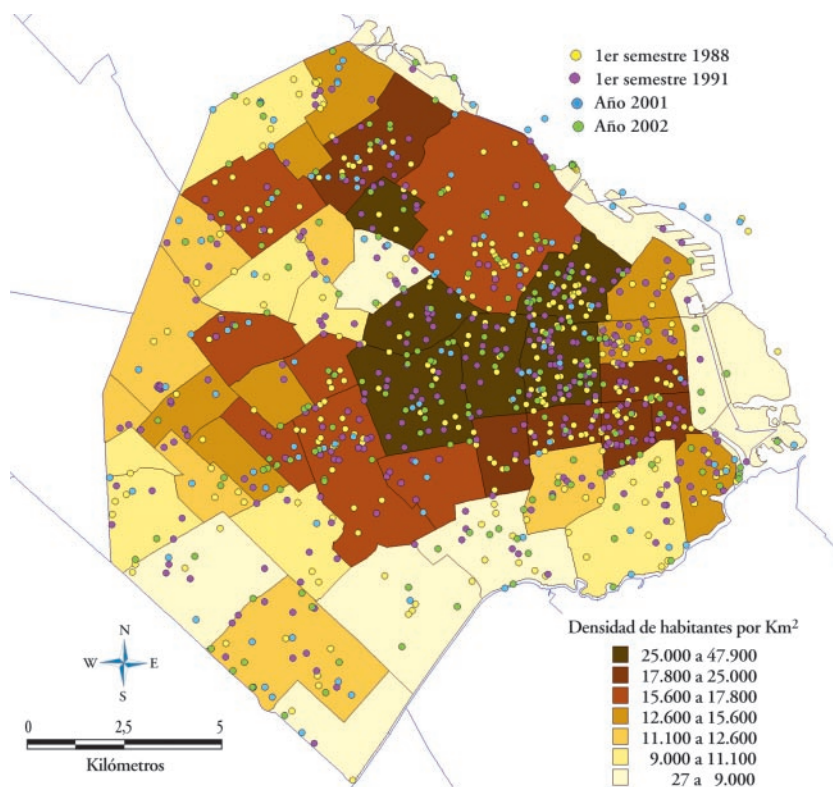 1er semestre 1988
1er semestre 1991
Año 2001
Año 2002
Densidad de habitantes por Km²
25.000 a 47.900
17.800 a 25.000
15.600 a 17.800
12.600 a 15.600
11.100 a 12.600
9.000 a 11.100
27 a 9.000
N
W E
S
0 2,5 5
Kilómetros